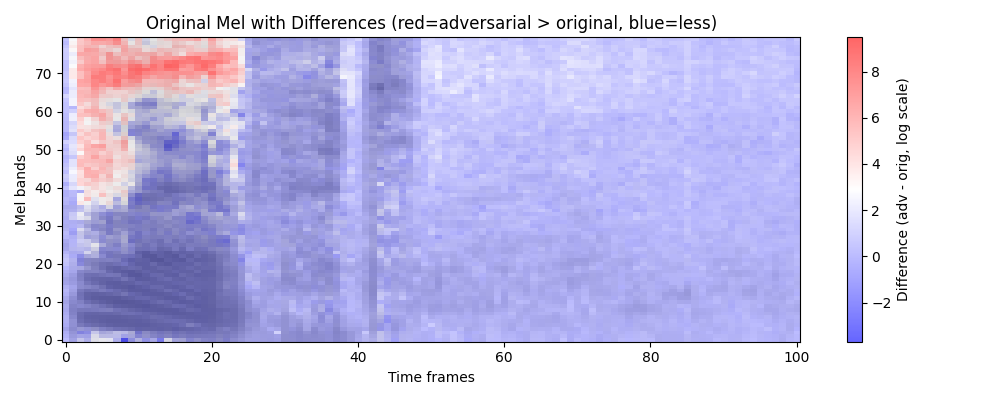 Original Mel with Differences (red=adversarial > original, blue=less)
70
60
50
40
30
20
10
0
Mel bands
0 20 40 60 80 100
Time frames
8
6
4
2
0
−2
Difference (adv - orig, log scale)